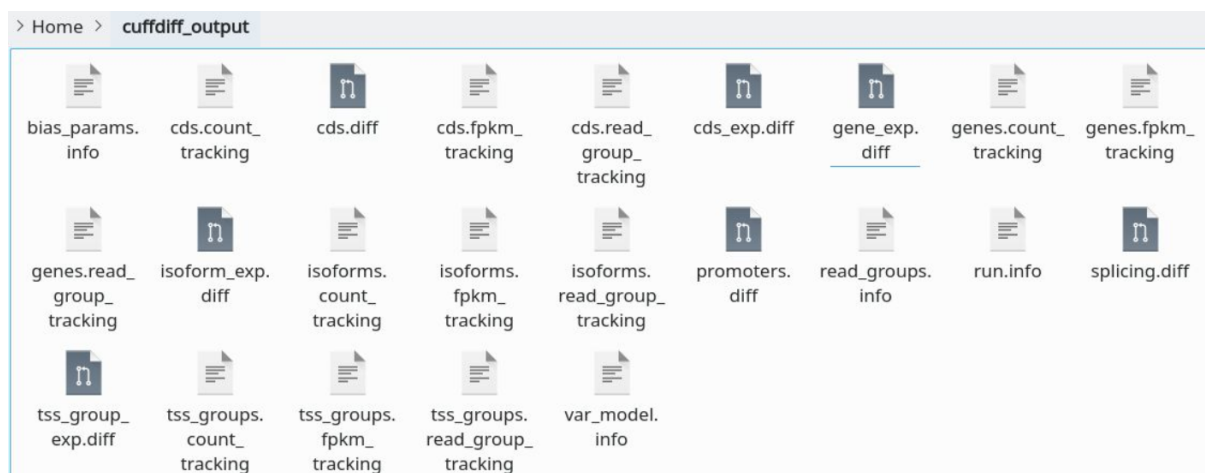 > Home > cuffdiff_output
bias_params.
info
cds.count_
tracking
cds.diff
cds.fpkm_
tracking
cds.read_
group_
tracking
cds_exp.diff
gene_exp.
diff
genes.count_
tracking
genes.fpkm_
tracking
genes.read_
group_
tracking
isoform_exp.
diff
isoforms.
count_
tracking
isoforms.
fpkm_
tracking
isoforms.
read_group_
tracking
promoters.
diff
read_groups.
info
run.info
splicing.diff
tss_group_
exp.diff
tss_groups.
count_
tracking
tss_groups.
fpkm_
tracking
tss_groups.
read_group_
tracking
var_model.
info